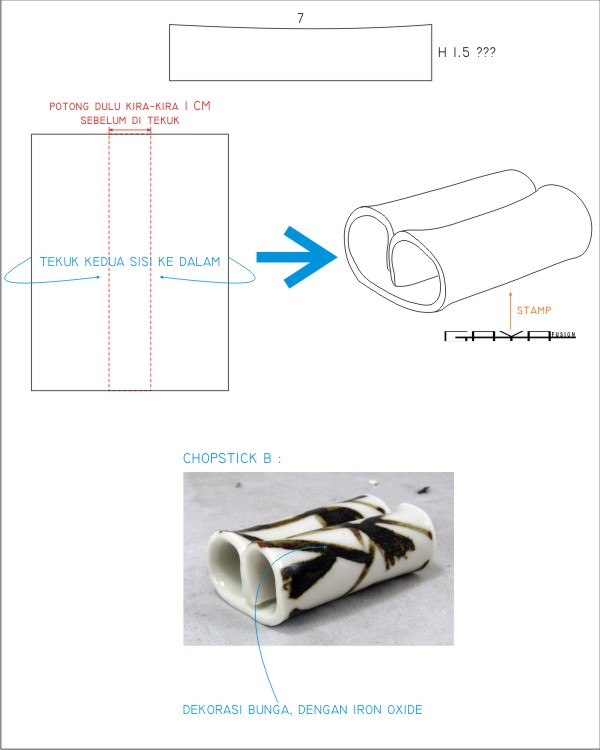 7
H 1.5 ???
POTONG DULU KIRA-KIRA 1 CM
SEBELUM DI TEKUK
TEKUK KEDUA SISI KE DALAM
STAMP
FUSION
CHOPSTICK B :
DEKORASI BUNGA, DENGAN IRON OXIDE